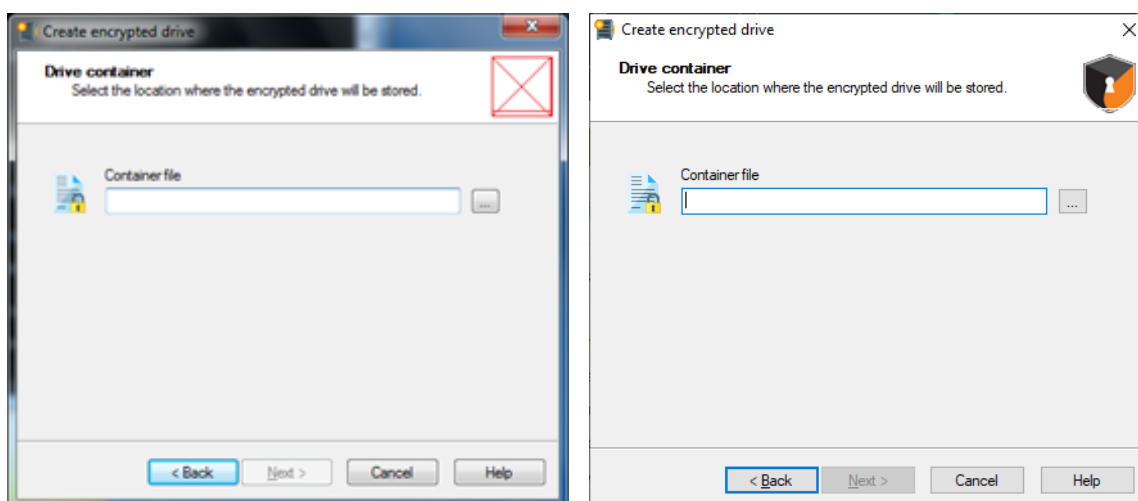 Create encrypted drive
Drive container
Select the location where the encrypted drive will be stored.
Container file
...
< Back
Next >
Cancel
Help
Create encrypted drive
Drive container
Select the location where the encrypted drive will be stored.
Container file
...
< Back
Next >
Cancel
Help